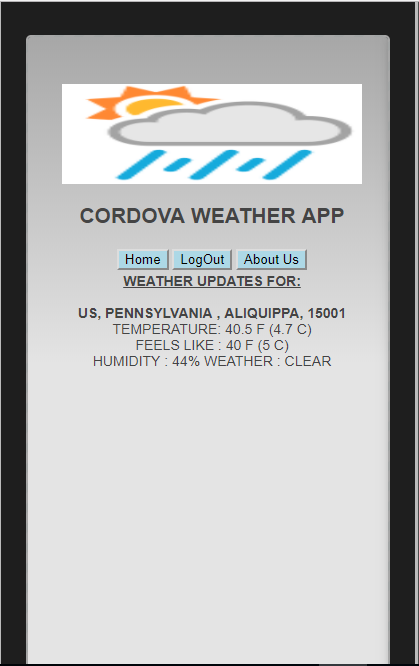 CORDOVA WEATHER APP
Home LogOut About Us
WEATHER UPDATES FOR:
US, PENNSYLVANIA , ALIQUIPPA, 15001
TEMPERATURE: 40.5 F (4.7 C)
FEELS LIKE : 40 F (5 C)
HUMIDITY : 44% WEATHER : CLEAR